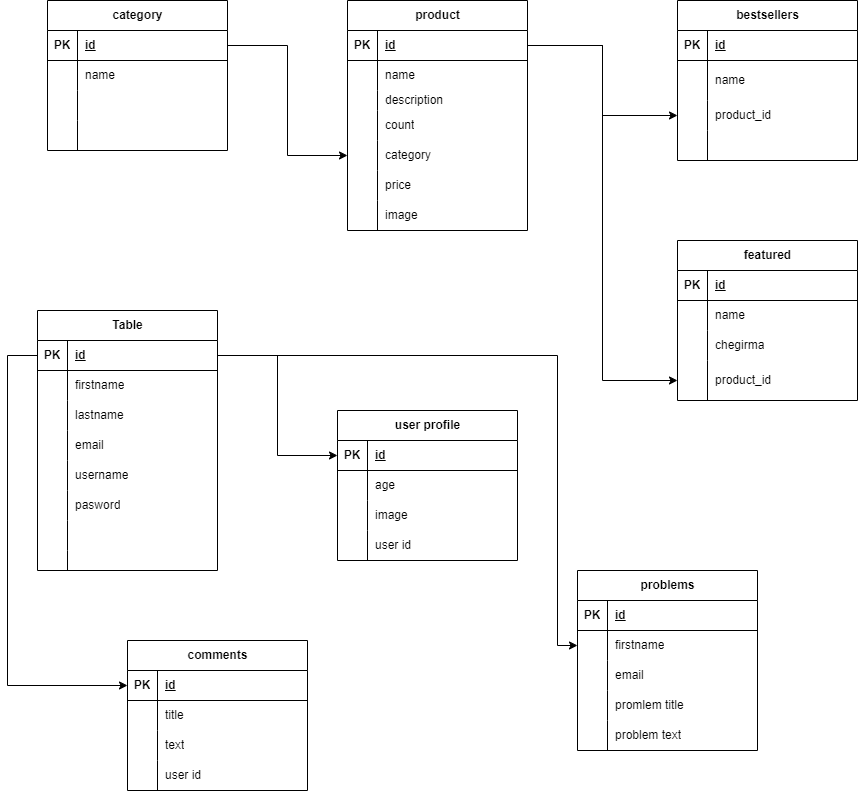 category
PK id
name
product
PK id
name
description
count
category
price
image
bestsellers
PK id
name
product_id
featured
PK id
name
chegirma
product_id
Table
PK id
firstname
lastname
email
username
pasword
user profile
PK id
age
image
user id
problems
PK id
firstname
email
promlem title
problem text
comments
PK id
title
text
user id